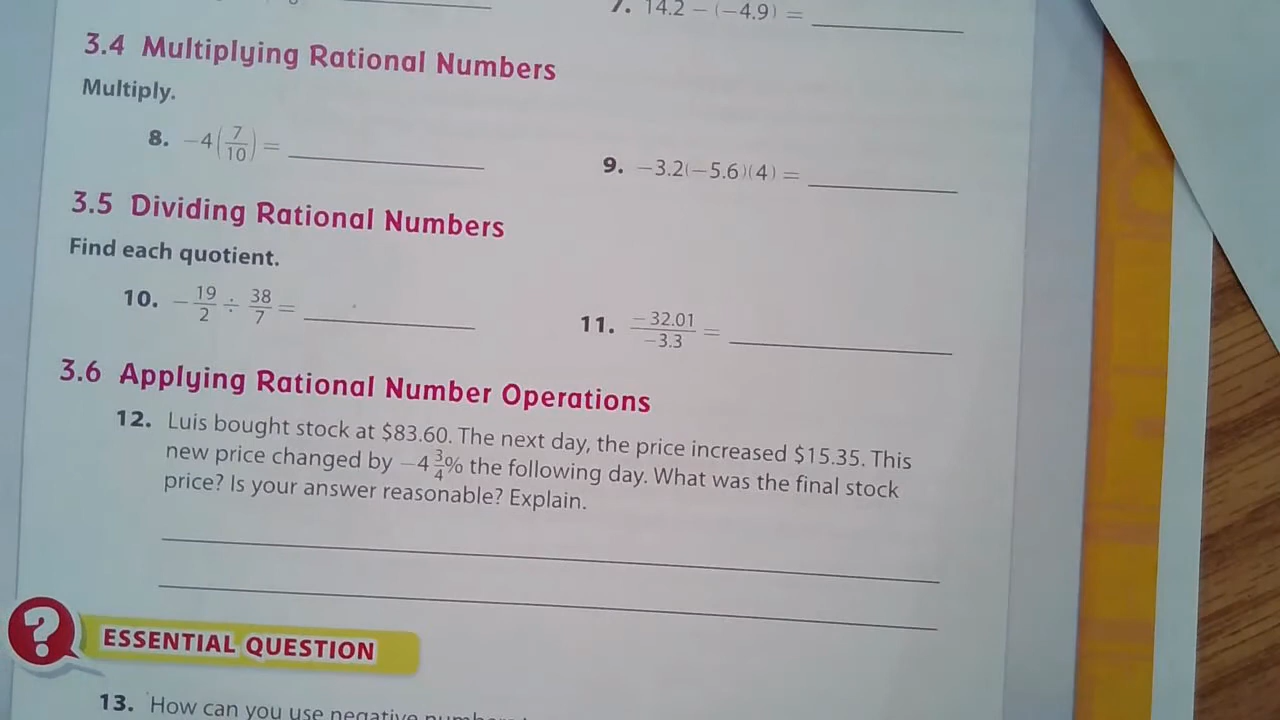 7. 14.2 − (−4.9) =
3.4 Multiplying Rational Numbers
Multiply.
8. −4(7/10) =
9. −3.2(−5.6)(4) =
3.5 Dividing Rational Numbers
Find each quotient.
10. −19/2 ÷ 38/7 =
11. −32.01/−3.3 =
3.6 Applying Rational Number Operations
12. Luis bought stock at $83.60. The next day, the price increased $15.35. This
new price changed by −4 3/4% the following day. What was the final stock
price? Is your answer reasonable? Explain.
?
ESSENTIAL QUESTION
13. How can you use negative